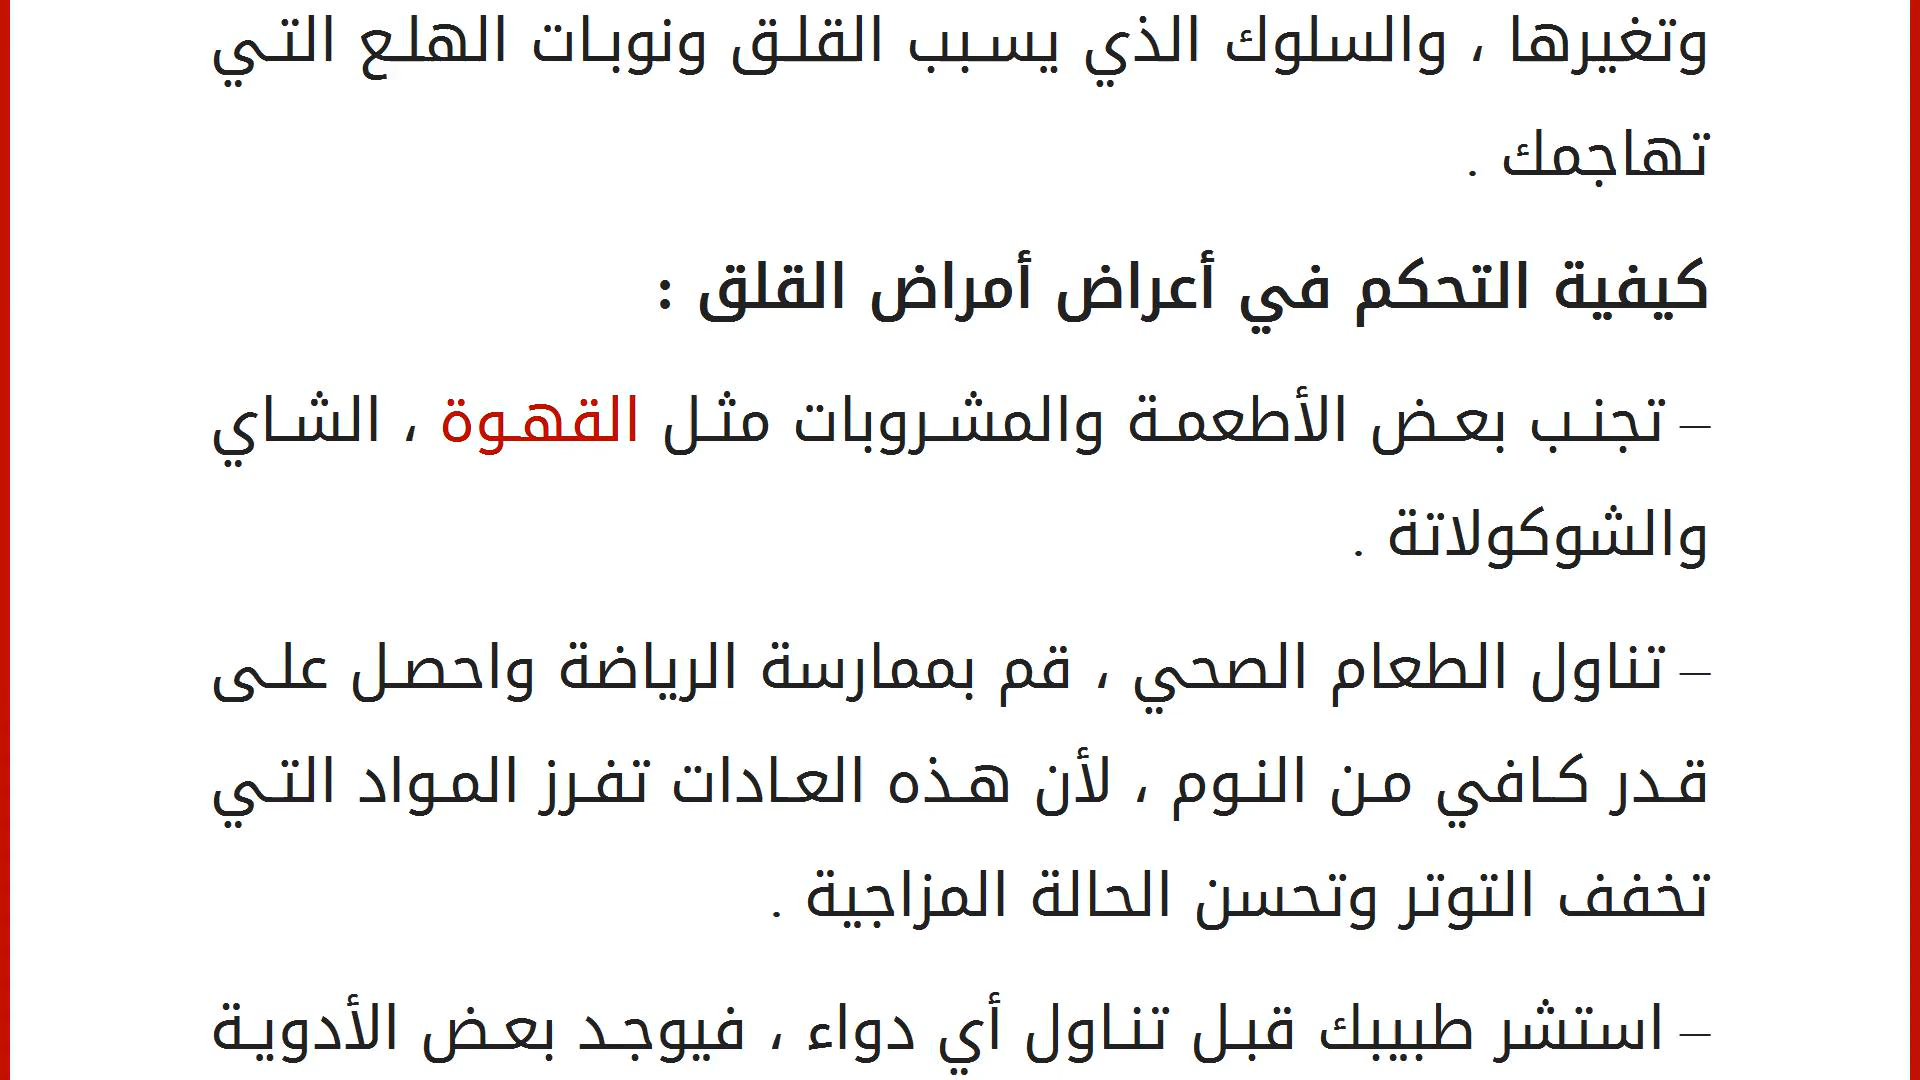 وتغيرها ، والسلوك الذي يسبب القلق ونوبات الهلع التي
تهاجمك .
كيفية التحكم في أعراض أمراض القلق :
– تجنب بعض الأطعمة والمشروبات مثل القهوة ، الشاي
والشوكولاتة .
– تناول الطعام الصحي ، قم بممارسة الرياضة واحصل على
قدر كافي من النوم ، لأن هذه العادات تفرز المواد التي
تخفف التوتر وتحسن الحالة المزاجية .
– استشر طبيبك قبل تناول أي دواء ، فيوجد بعض الأدوية